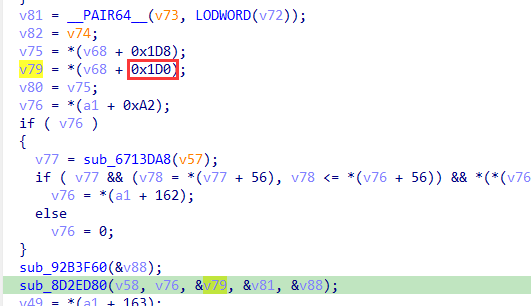 }
v81 = __PAIR64__(v73, LODWORD(v72));
v82 = v74;
v75 = *(v68 + 0x1D8);
v79 = *(v68 + 0x1D0);
v80 = v75;
v76 = *(a1 + 0xA2);
if ( v76 )
{
v77 = sub_6713DA8(v57);
if ( v77 && (v78 = *(v77 + 56), v78 <= *(v76 + 56)) && *(*(v76
v76 = *(a1 + 162);
else
v76 = 0;
}
sub_92B3F60(&v88);
sub_8D2ED80(v58, v76, &v79, &v81, &v88);
v49 = *(a1 + 163);